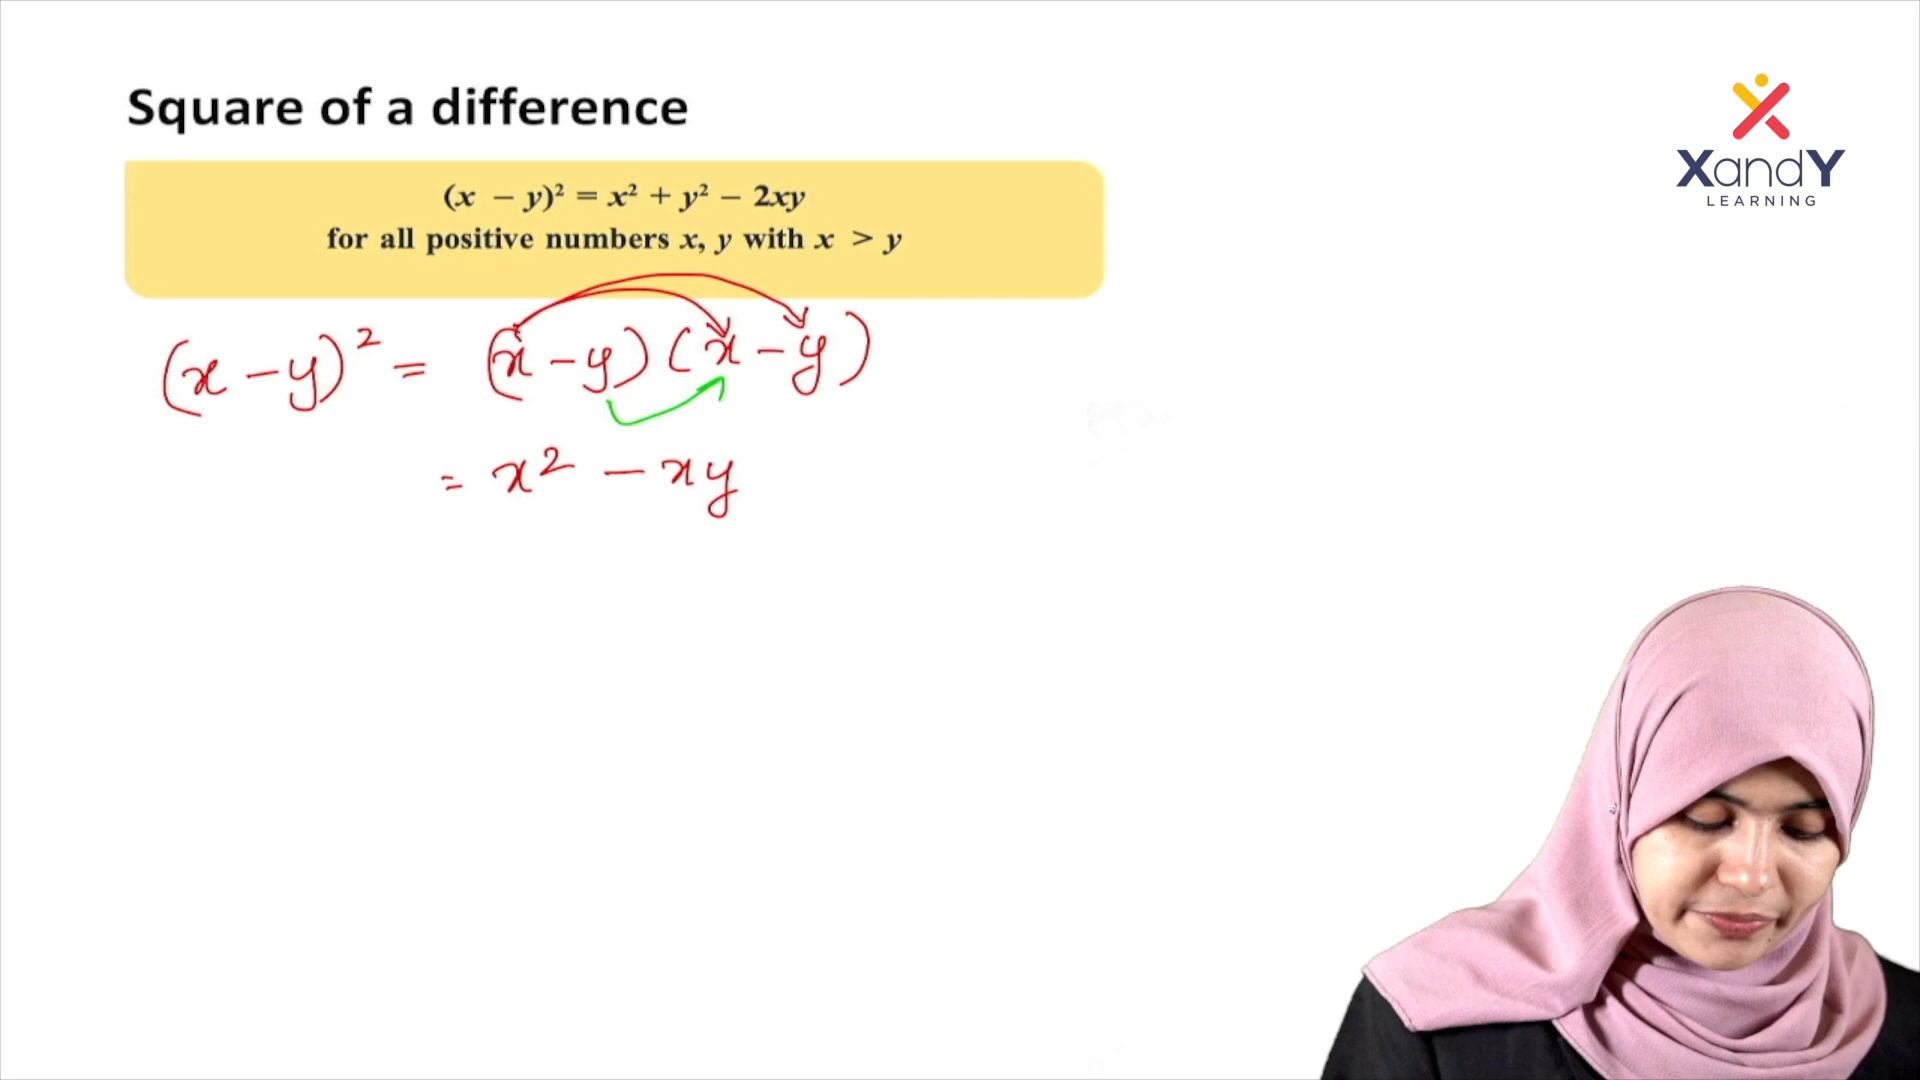 Square of a difference
XandY
LEARNING
(x – y)² = x² + y² – 2xy
for all positive numbers x, y with x > y
(x – y)² = (x – y) (x – y)
= x² – xy